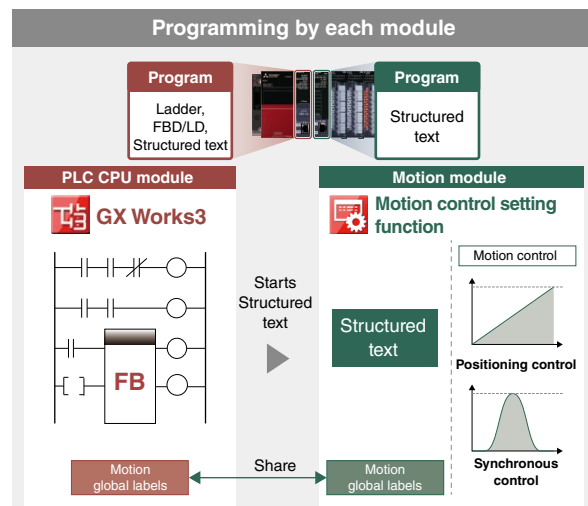 Programming by each module
Program
Ladder,
FBD/LD,
Structured text
Program
Structured
text
PLC CPU module
GX Works3
FB
Starts
Structured
text
Motion module
Motion control setting
function
Structured
text
Motion control
Positioning control
Synchronous
control
Motion
global labels
Share
Motion
global labels